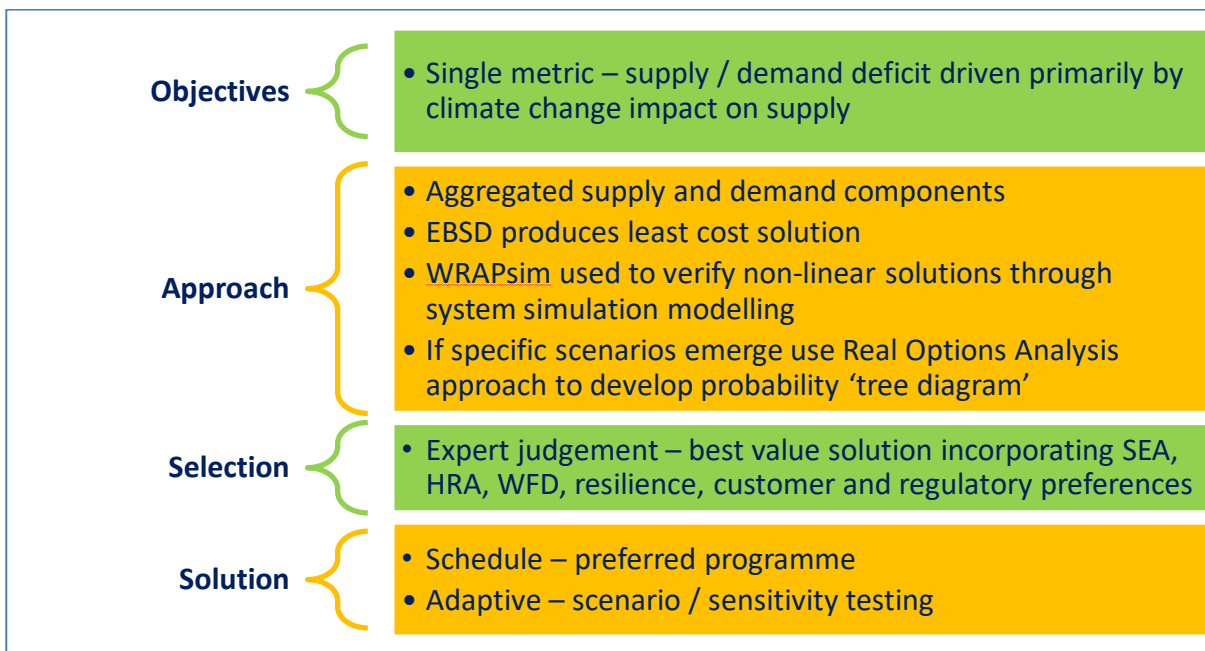 Objectives
• Single metric – supply / demand deficit driven primarily by
climate change impact on supply
Approach
• Aggregated supply and demand components
• EBSD produces least cost solution
• WRAPsim used to verify non-linear solutions through
system simulation modelling
• If specific scenarios emerge use Real Options Analysis
approach to develop probability ‘tree diagram’
Selection
• Expert judgement – best value solution incorporating SEA,
HRA, WFD, resilience, customer and regulatory preferences
Solution
• Schedule – preferred programme
• Adaptive – scenario / sensitivity testing